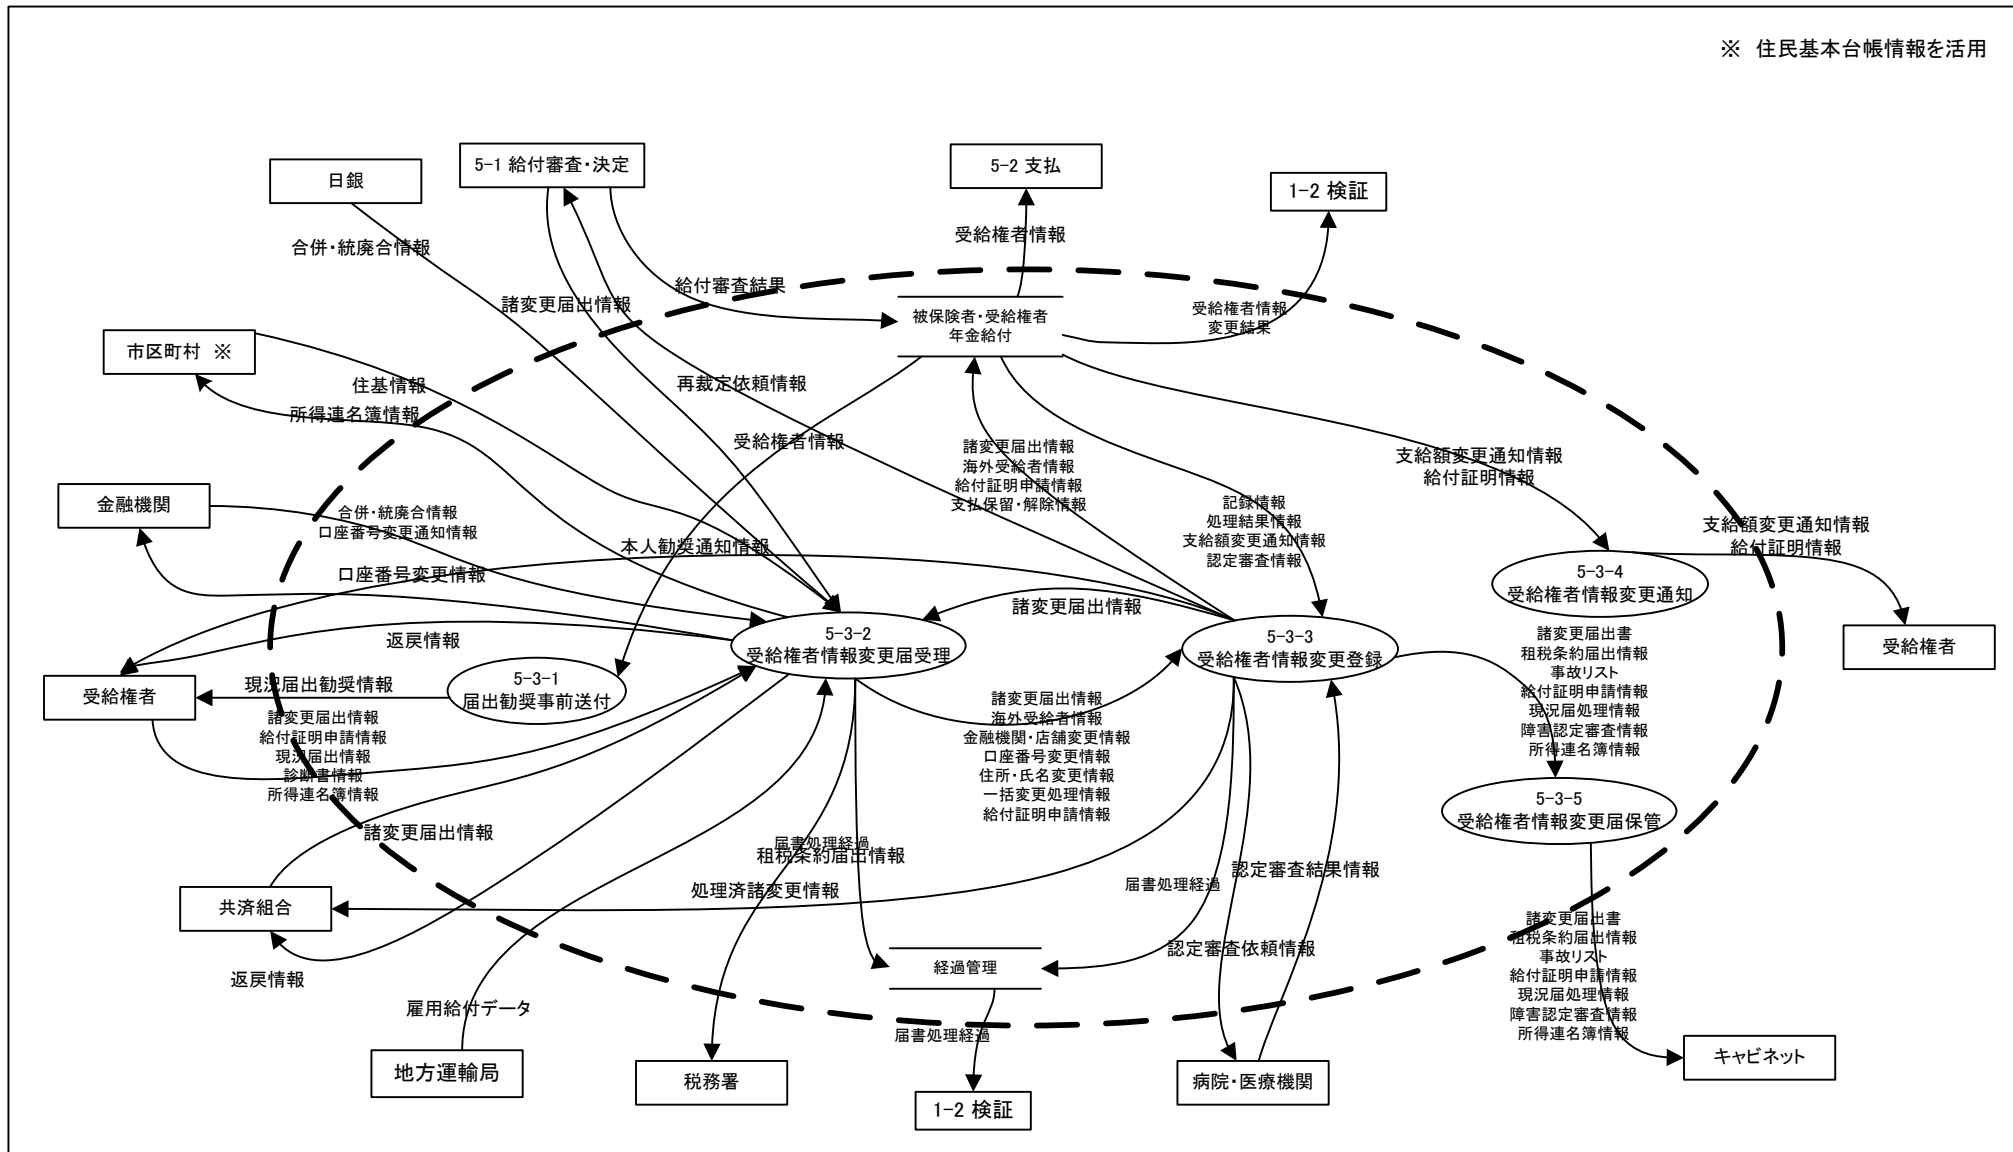 ※ 住民基本台帳情報を活用
5-1 給付審査・決定
5-2 支払
日銀
1-2 検証
合併・統廃合情報
受給権者情報
給付審査結果
諸変更届出情報
被保険者・受給権者
年金給付
受給権者情報
変更結果
市区町村 ※
住基情報
所得連名簿情報
再裁定依頼情報
受給権者情報
諸変更届出情報
海外受給者情報
給付証明申請情報
支払保留・解除情報
支給額変更通知情報
給付証明情報
金融機関
合併・統廃合情報
口座番号変更通知情報
記録情報
処理結果情報
支給額変更通知情報
認定審査情報
支給額変更通知情報
給付証明情報
本人勧奨通知情報
口座番号変更情報
5-3-4
受給権者情報変更通知
諸変更届出情報
返戻情報
5-3-2
受給権者情報変更届受理
5-3-3
受給権者情報変更登録
受給権者
諸変更届出書
租税条約届出情報
事故リスト
給付証明申請情報
現況届処理情報
障害認定審査情報
所得連名簿情報
受給権者
現況届出勧奨情報
5-3-1
届出勧奨事前送付
諸変更届出情報
給付証明申請情報
現況届出情報
診断書情報
所得連名簿情報
諸変更届出情報
海外受給者情報
金融機関・店舗変更情報
口座番号変更情報
住所・氏名変更情報
一括変更処理情報
給付証明申請情報
5-3-5
受給権者情報変更届保管
諸変更届出情報
届書処理経過
租税条約届出情報
処理済諸変更情報
届書処理経過
認定審査結果情報
共済組合
諸変更届出書
租税条約届出情報
事故リスト
給付証明申請情報
現況届処理情報
障害認定審査情報
所得連名簿情報
返戻情報
経過管理
認定審査依頼情報
雇用給付データ
届書処理経過
地方運輸局
税務署
1-2 検証
病院・医療機関
キャビネット